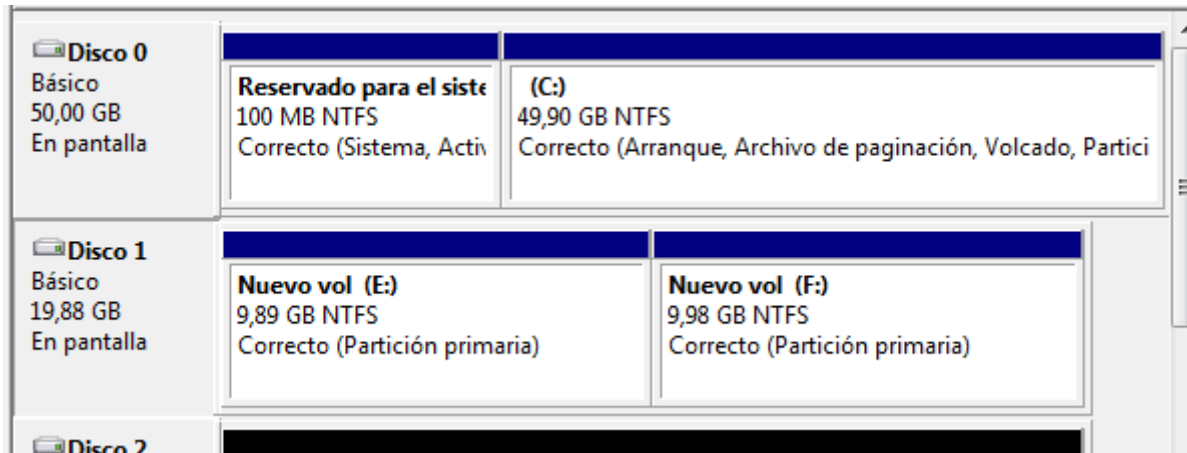 Disco 0
Básico
50,00 GB
En pantalla
Reservado para el siste
100 MB NTFS
Correcto (Sistema, Activ
(C:)
49,90 GB NTFS
Correcto (Arranque, Archivo de paginación, Volcado, Partici
Disco 1
Básico
19,88 GB
En pantalla
Nuevo vol (E:)
9,89 GB NTFS
Correcto (Partición primaria)
Nuevo vol (F:)
9,98 GB NTFS
Correcto (Partición primaria)
Disco 2